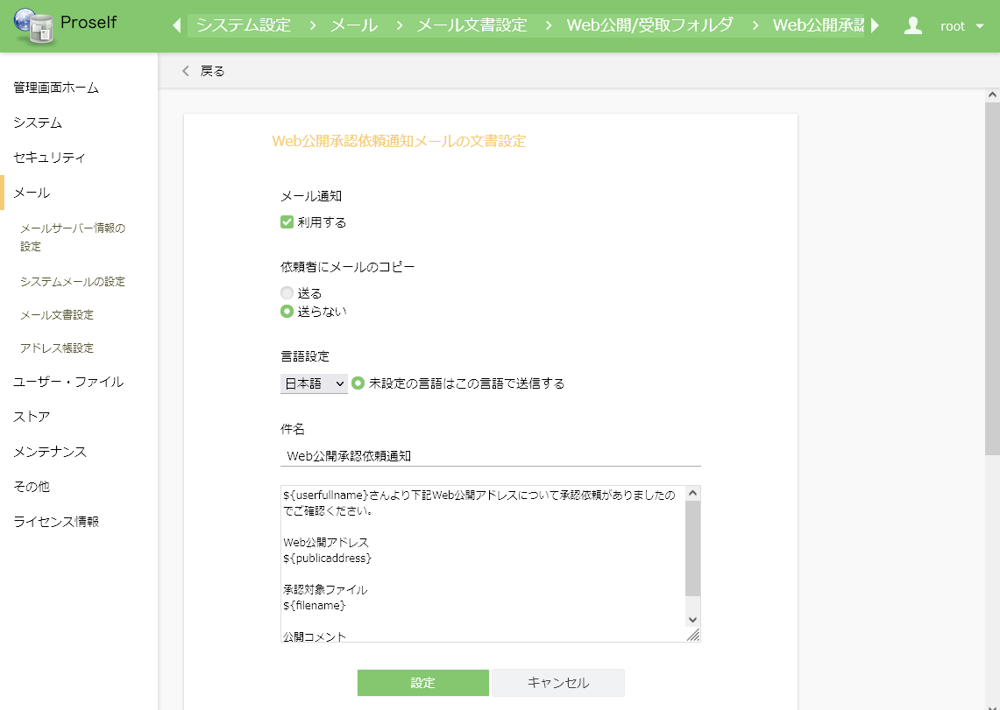 Proself
システム設定 > メール > メール文書設定 > Web公開/受取フォルダ > Web公開承認
root
戻る
管理画面ホーム
システム
セキュリティ
メール
メールサーバー情報の
設定
システムメールの設定
メール文書設定
アドレス帳設定
ユーザー・ファイル
ストア
メンテナンス
その他
ライセンス情報
Web公開承認依頼通知メールの文書設定
メール通知
利用する
依頼者にメールのコピー
送る
送らない
言語設定
日本語 未設定の言語はこの言語で送信する
件名
Web公開承認依頼通知
${userfullname}さんより下記Web公開アドレスについて承認依頼がありましたの
でご確認ください。
Web公開アドレス
${publicaddress}
承認対象ファイル
${filename}
公開コメント
設定 キャンセル